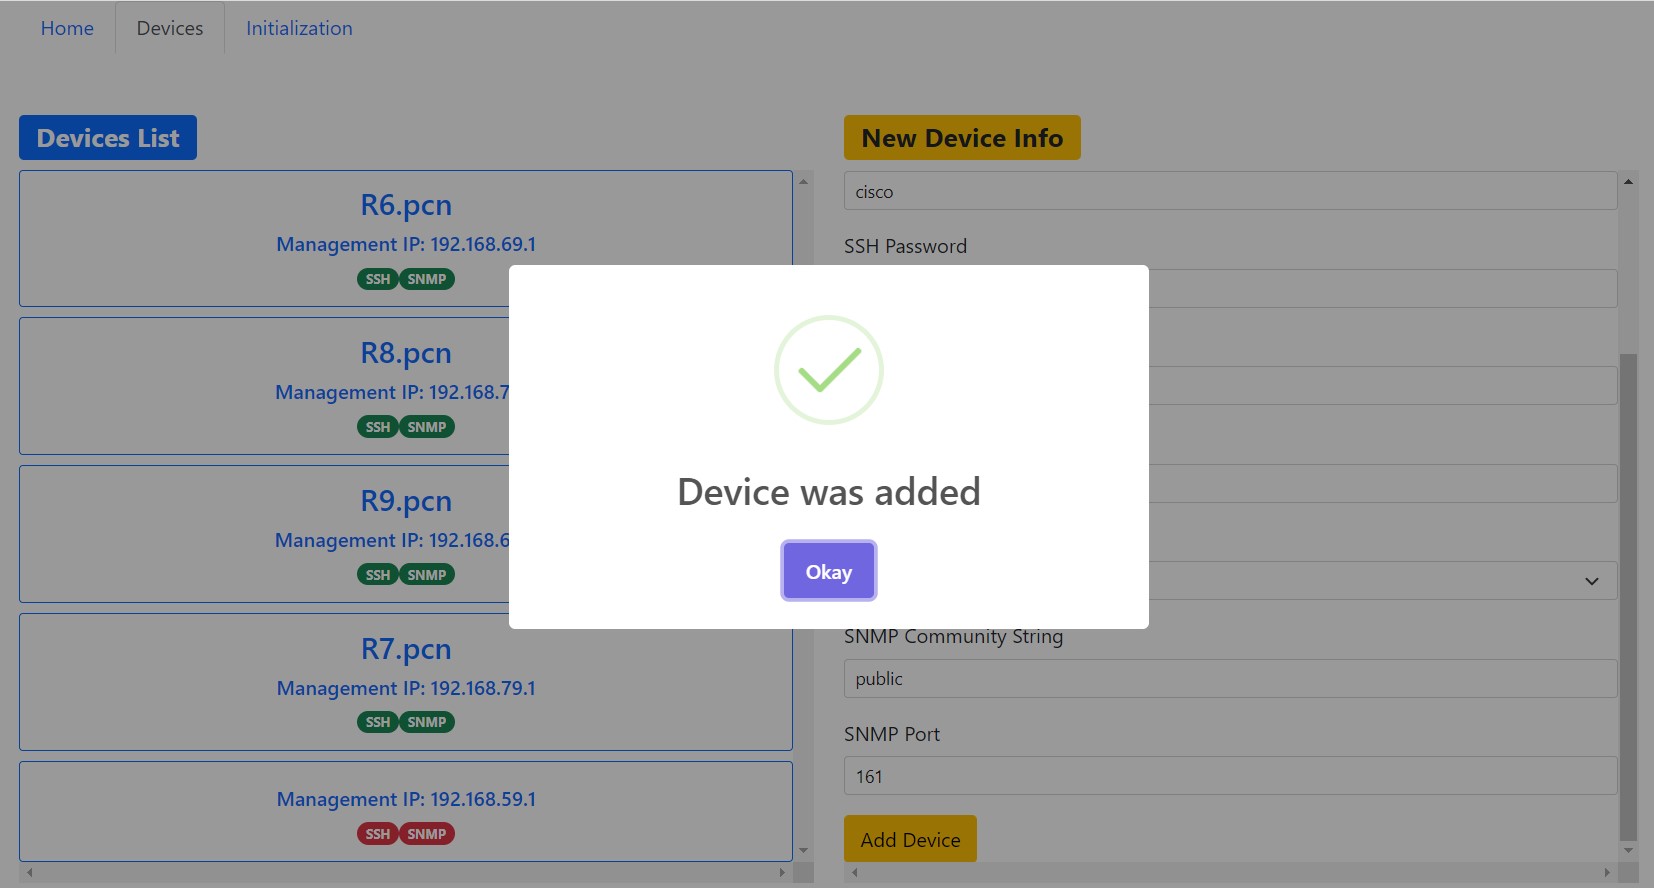 Home
Devices
Initialization
Devices List
R6.pcn
Management IP: 192.168.69.1
SSH SNMP
R8.pcn
Management IP: 192.168.7
SSH SNMP
R9.pcn
Management IP: 192.168.6
SSH SNMP
R7.pcn
Management IP: 192.168.79.1
SSH SNMP
Management IP: 192.168.59.1
SSH SNMP
New Device Info
cisco
SSH Password
SNMP Community String
public
SNMP Port
161
Add Device
Device was added
Okay